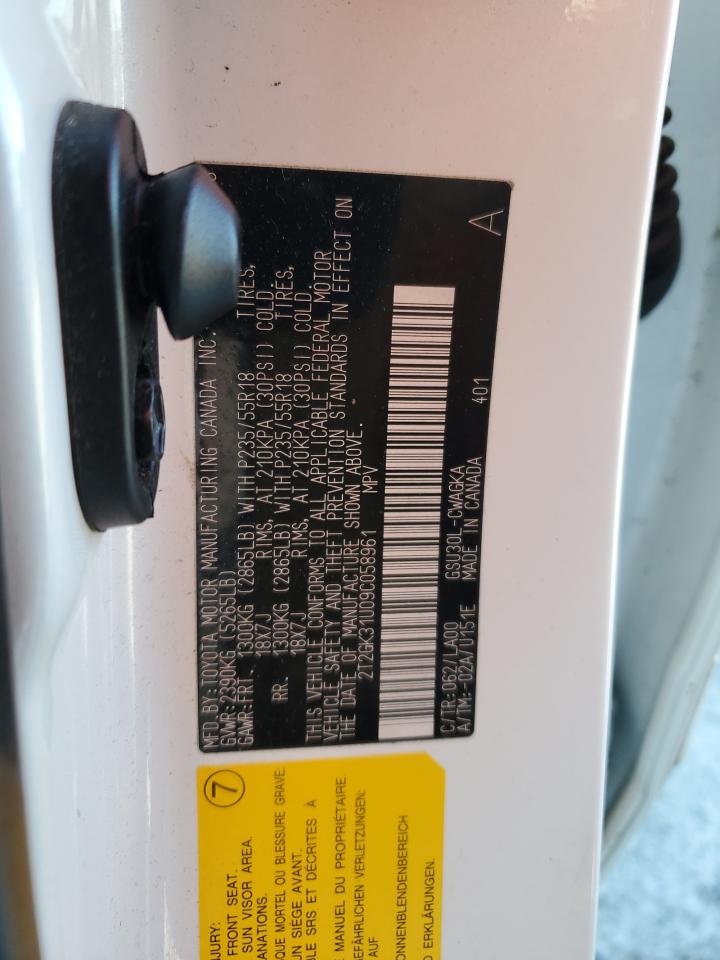 MFD BY: TOYOTA MOTOR MANUFACTURING CANADA INC.
GVWR: 2390KG (5265LB)
GAWR: FRT. 1300KG (2865LB) WITH P235/55R18 TIRES,
18X7J RIMS, AT 210KPA (30PSI) COLD.
RR. 1300KG (2865LB) WITH P235/55R18 TIRES,
18X7J RIMS, AT 210KPA (30PSI) COLD.
THIS VEHICLE CONFORMS TO ALL APPLICABLE FEDERAL MOTOR
VEHICLE SAFETY AND THEFT PREVENTION STANDARDS IN EFFECT ON
THE DATE OF MANUFACTURE SHOWN ABOVE.
2T2GK31U09C058961 MPV
C/TR: 062/LA00 GSU30L-CWAGKA 401
A/TM: -02A/U151E MADE IN CANADA
A
7
JURY:
FRONT SEAT.
SUN VISOR AREA.
ANATIONS.
QUE MORTEL OU BLESSURE GRAVE:
UN SIÈGE AVANT.
BLE SRS ET DÉCRITES À
E MANUEL DU PROPRIÉTAIRE.
GEFÄHRLICHEN VERLETZUNGEN:
AUF
ONNENBLENDENBEREICH
D ERKLÄRUNGEN.